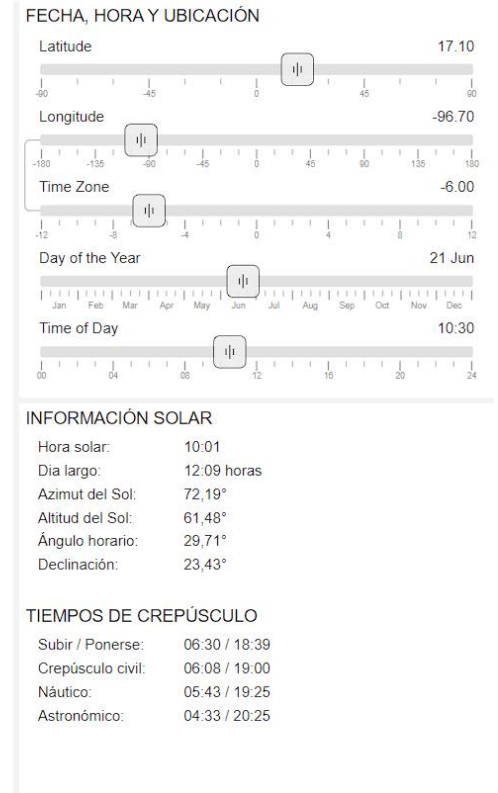 FECHA, HORA Y UBICACIÓN
Latitude 17.10
-90 -45 0 45 90
Longitude -96.70
-180 -135 -90 -45 0 45 90 135 180
Time Zone -6.00
-12 -8 -4 0 4 8 12
Day of the Year 21 Jun
Jan Feb Mar Apr May Jun Jul Aug Sep Oct Nov Dec
Time of Day 10:30
00 04 08 12 16 20 24
INFORMACIÓN SOLAR
Hora solar: 10:01
Dia largo: 12:09 horas
Azimut del Sol: 72,19°
Altitud del Sol: 61,48°
Ángulo horario: 29,71°
Declinación: 23,43°
TIEMPOS DE CREPÚSCULO
Subir / Ponerse: 06:30 / 18:39
Crepúsculo civil: 06:08 / 19:00
Náutico: 05:43 / 19:25
Astronómico: 04:33 / 20:25